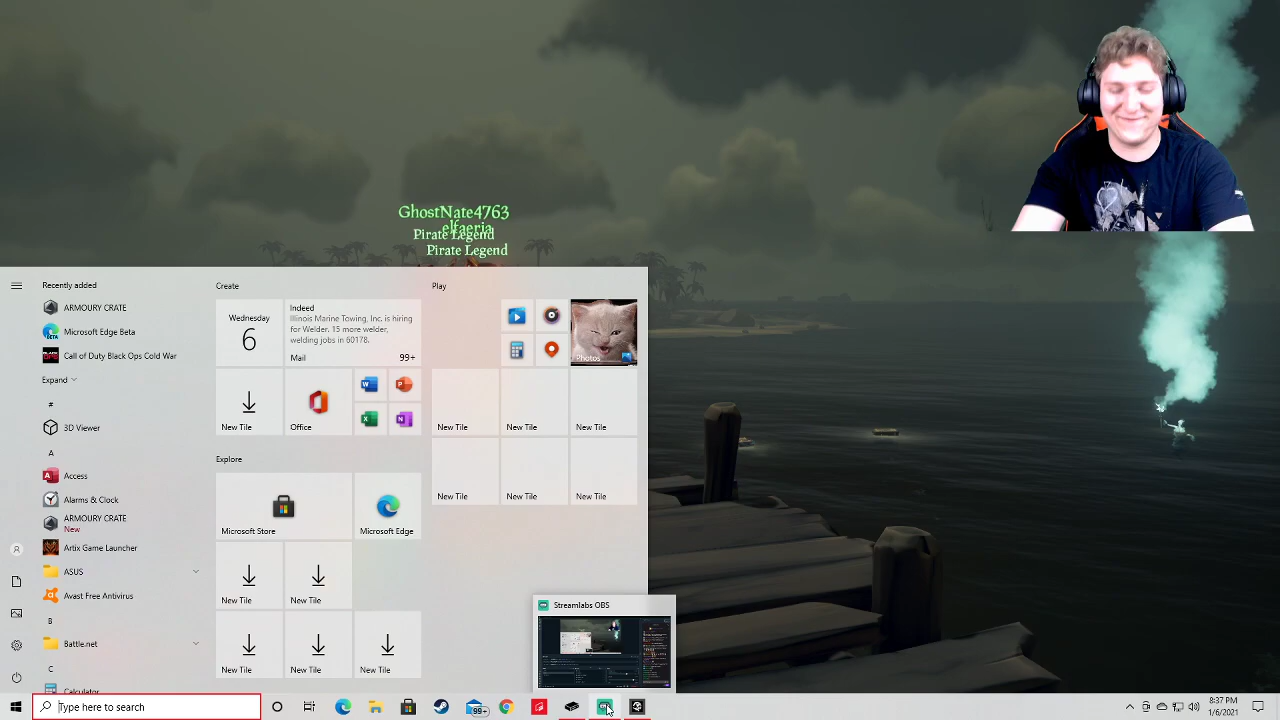 GhostNate4763
elfaeria
Pirate Legend
Pirate Legend
Recently added
ARMOURY CRATE
Microsoft Edge Beta
BETA
Call of Duty Black Ops Cold War
Expand
#
3D Viewer
A
Access
Alarms & Clock
ARMOURY CRATE
New
Artix Game Launcher
ASUS
Avast Free Antivirus
B
Battle.net
C
Calculator
Create
Wednesday
6
Indeed
Illinois Marine Towing, Inc. is
hiring for Welder. 15 more welder,
welding jobs in 60178.
Mail
99+
New Tile
Office
Explore
Microsoft Store
Microsoft Edge
New Tile
New Tile
New Tile
New Tile
New Tile
Play
Photos
New Tile
New Tile
New Tile
New Tile
New Tile
New Tile
Streamlabs OBS
Type here to search
99+
8:37 PM
1/6/2021